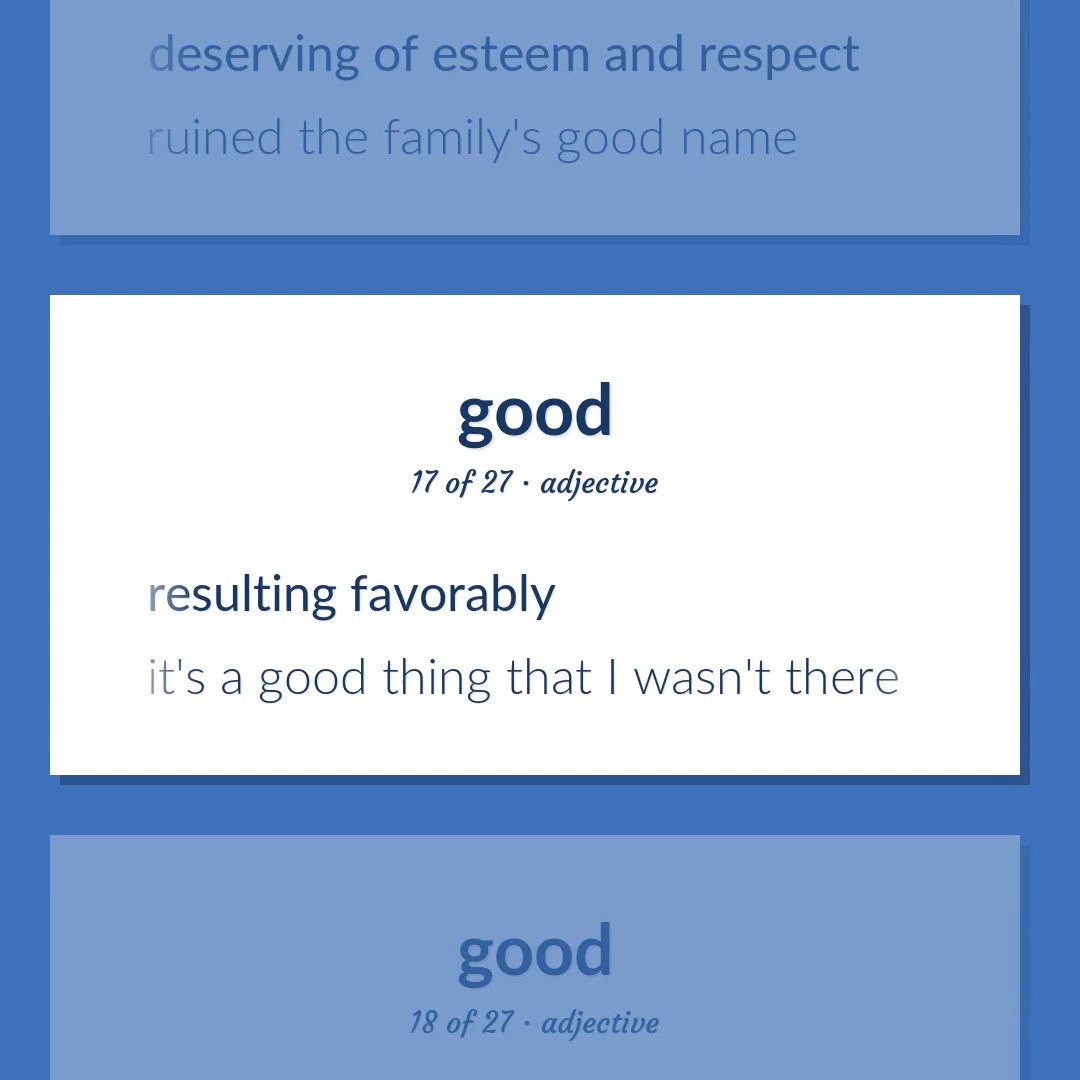 deserving of esteem and respect
ruined the family's good name
good
17 of 27 · adjective
resulting favorably
it's a good thing that I wasn't there
good
18 of 27 · adjective